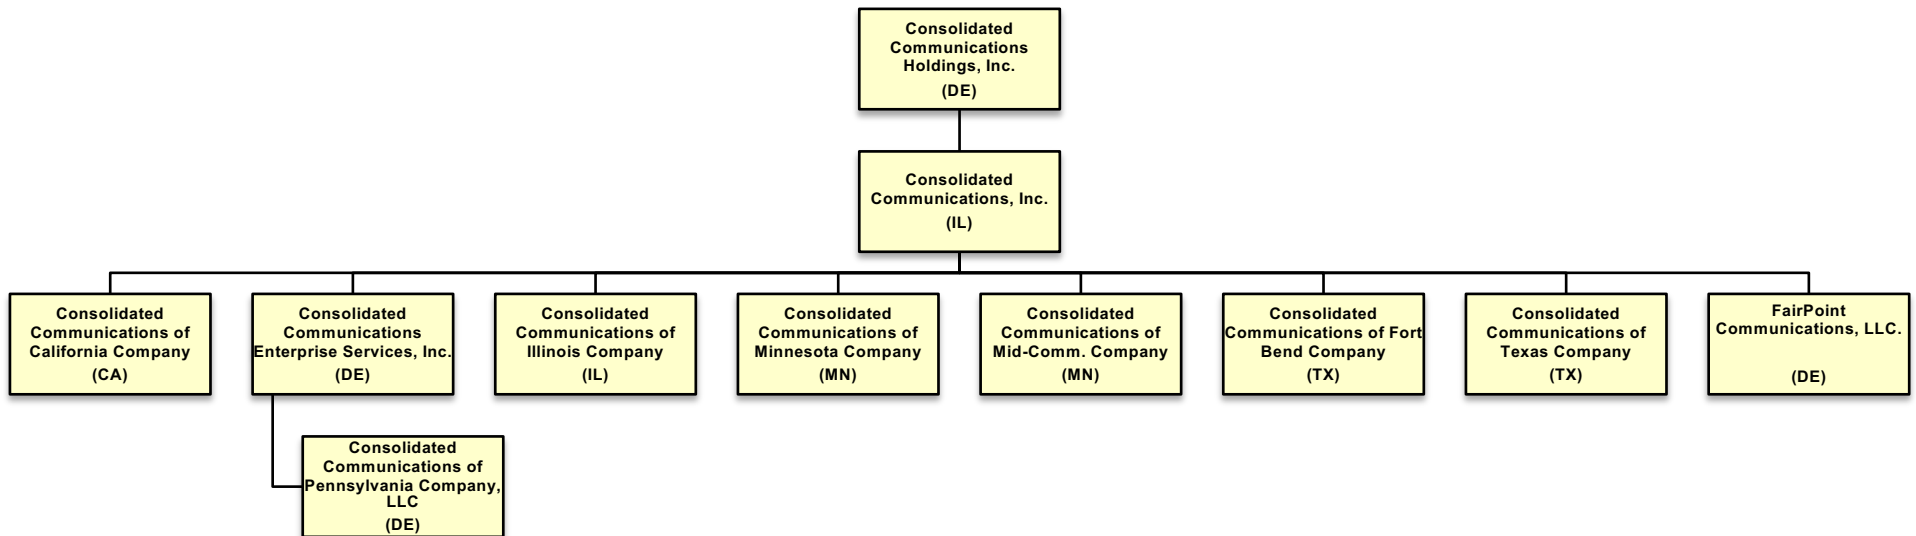 Consolidated
Communications
Holdings, Inc.
(DE)
Consolidated
Communications, Inc.
(IL)
Consolidated
Communications of
California Company
(CA)
Consolidated
Communications
Enterprise Services, Inc.
(DE)
Consolidated
Communications of
Illinois Company
(IL)
Consolidated
Communications of
Minnesota Company
(MN)
Consolidated
Communications of
Mid-Comm. Company
(MN)
Consolidated
Communications of Fort
Bend Company
(TX)
Consolidated
Communications of
Texas Company
(TX)
FairPoint
Communications, LLC.
(DE)
Consolidated
Communications of
Pennsylvania Company,
LLC
(DE)